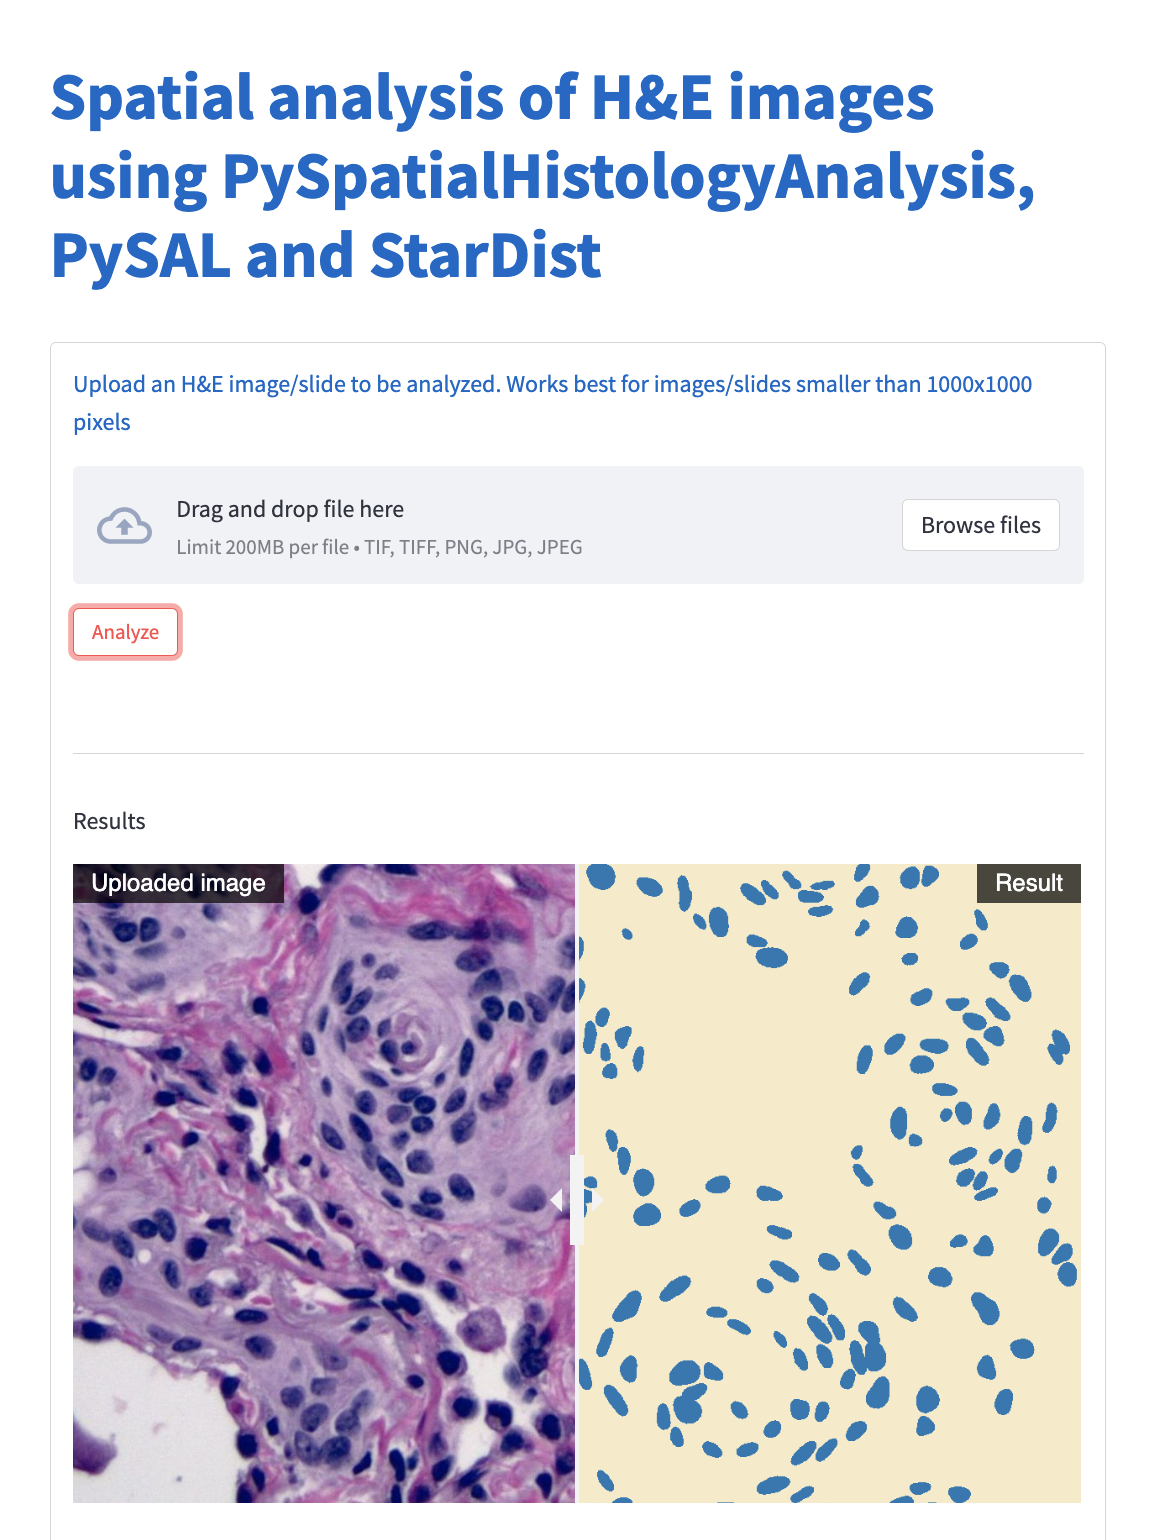 Spatial analysis of H&E images
using PySpatialHistologyAnalysis,
PySAL and StarDist
Upload an H&E image/slide to be analyzed. Works best for images/slides smaller than 1000x1000
pixels
Drag and drop file here
Limit 200MB per file • TIF, TIFF, PNG, JPG, JPEG
Browse files
Analyze
Results
Uploaded image
Result